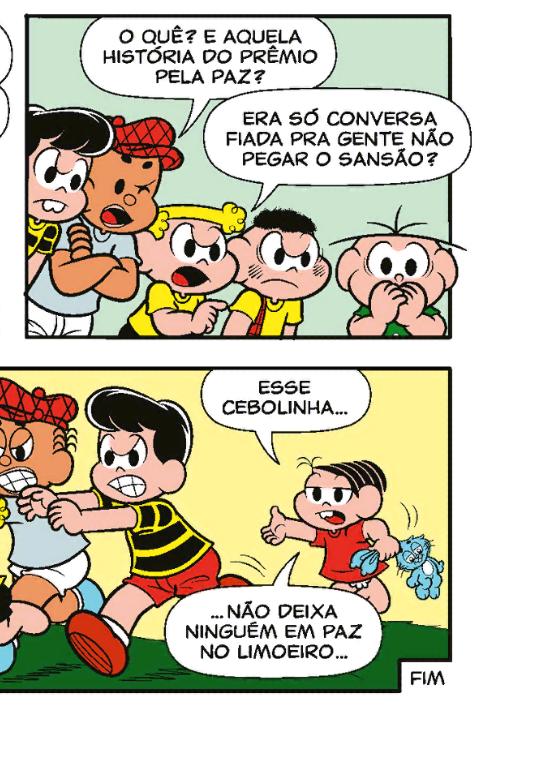 O QUÊ? E AQUELA
HISTÓRIA DO PRÊMIO
PELA PAZ?
ERA SÓ CONVERSA
FIADA PRA GENTE NÃO
PEGAR O SANSÃO?
ESSE
CEBOLINHA...
...NÃO DEIXA
NINGUÉM EM PAZ
NO LIMOEIRO...
FIM